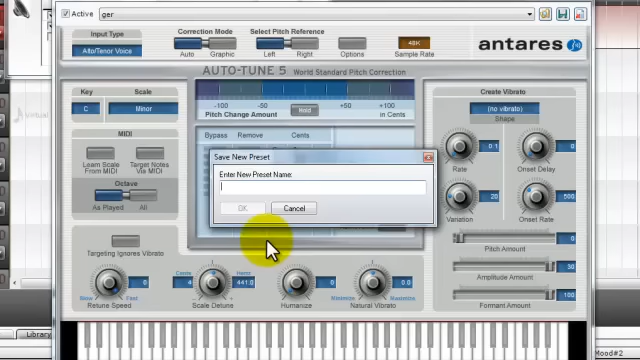 Active
ger
Input Type
Alto/Tenor Voice
Correction Mode
Auto Graphic
Select Pitch Reference
Left Right
Options
48K
Sample Rate
antares
AUTO-TUNE 5 World Standard Pitch Correction
Key
C
Scale
Minor
-100 -50 +50 +100
Pitch Change Amount
Hold
in Cents
Bypass Remove Cents
MIDI
Learn Scale From MIDI
Target Notes Via MIDI
Octave
As Played All
Targeting Ignores Vibrato
Save New Preset
Enter New Preset Name:
OK
Cancel
Create Vibrato
(no vibrato)
Shape
Rate
Onset Delay
Variation
20
Onset Rate
500
Pitch Amount
0
Amplitude Amount
30
Formant Amount
100
Slow Fast
0
Retune Speed
Cents
4
Hertz
441.0
Scale Detune
0
Humanize
Minimize Maximize
0.0
Natural Vibrato
Library
Mood#2
virtual